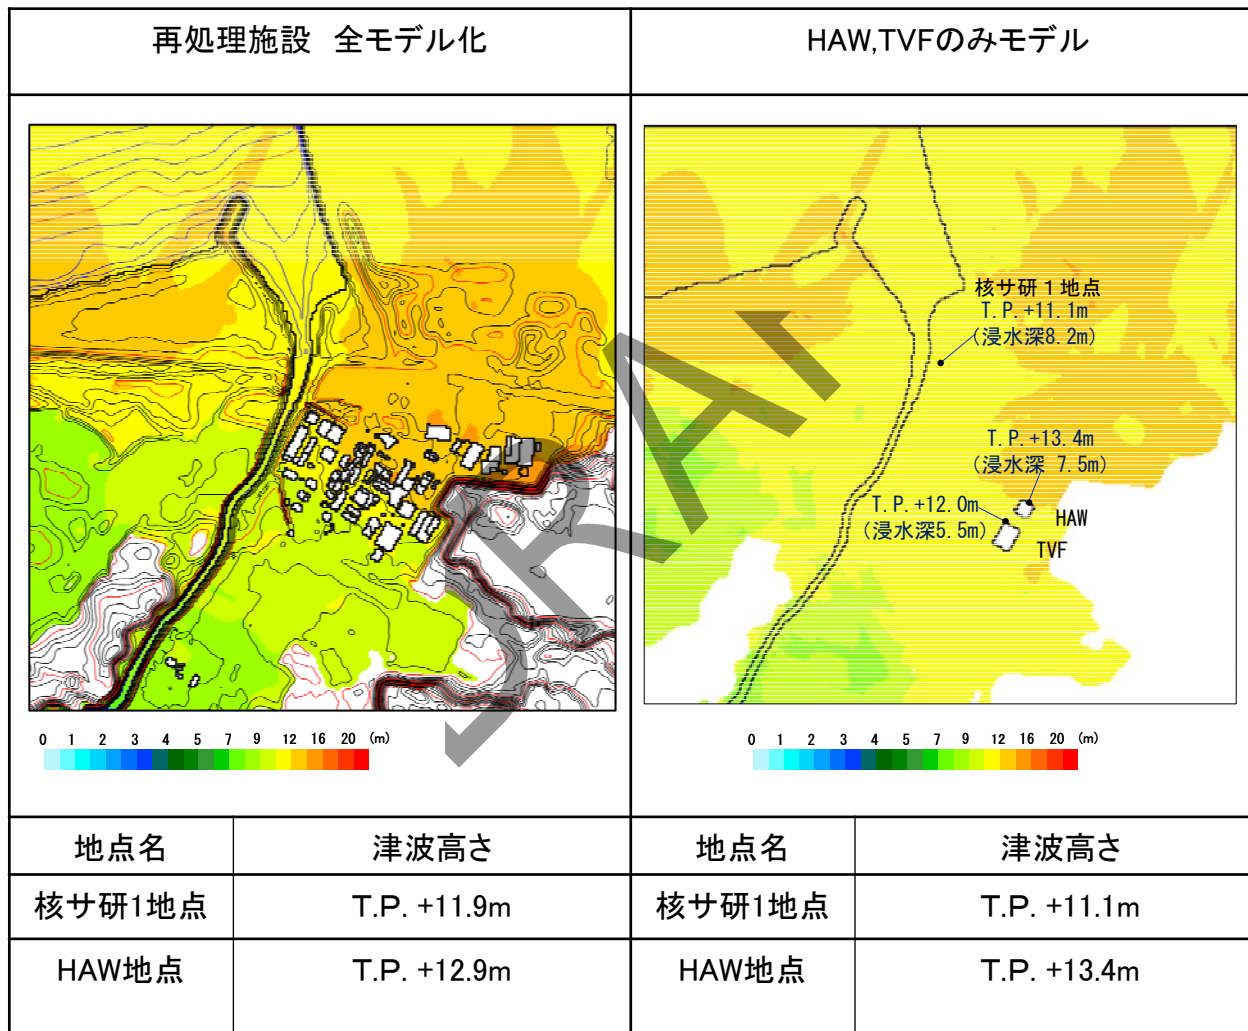 再処理施設 全モデル化
HAW,TVFのみモデル
核サ研1地点
T.P.+11.1m
(浸水深8.2m)
T.P.+13.4m
(浸水深 7.5m)
T.P.+12.0m
(浸水深5.5m)
HAW
TVF
0 1 2 3 4 5 7 9 12 16 20 (m)
0 1 2 3 4 5 7 9 12 16 20 (m)
地点名 津波高さ
核サ研1地点 T.P. +11.9m
HAW地点 T.P. +12.9m
地点名 津波高さ
核サ研1地点 T.P. +11.1m
HAW地点 T.P. +13.4m